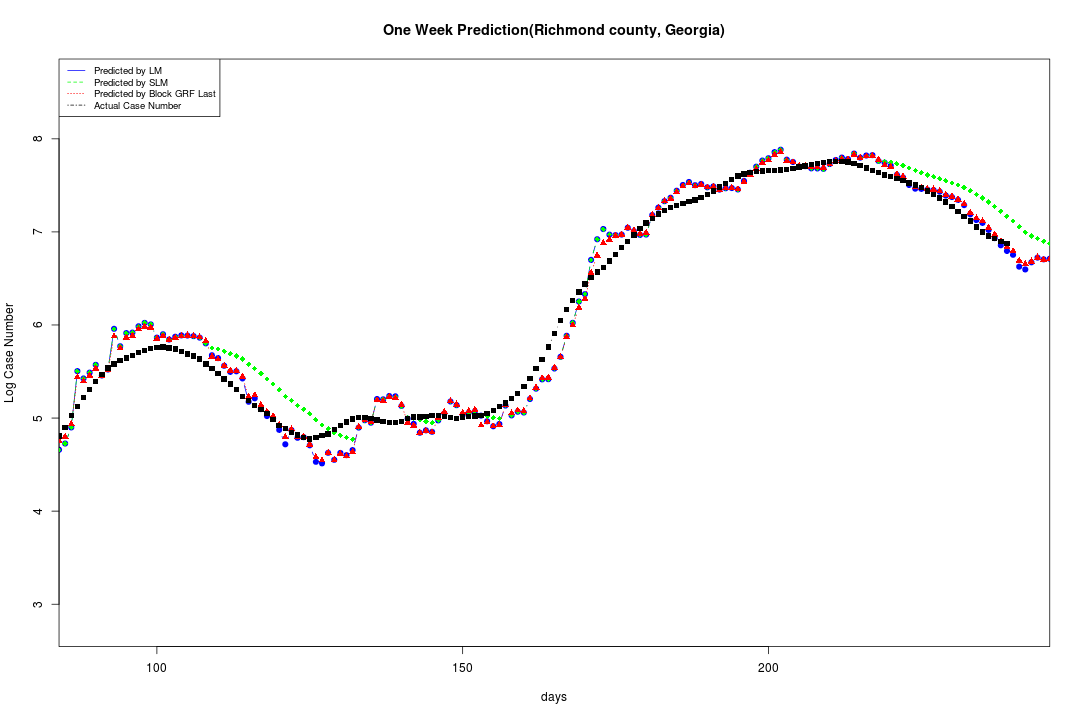 One Week Prediction(Richmond county, Georgia)
Predicted by LM
Predicted by SLM
Predicted by Block GRF Last
Actual Case Number
Log Case Number
8
7
6
5
4
3
100 150 200
days